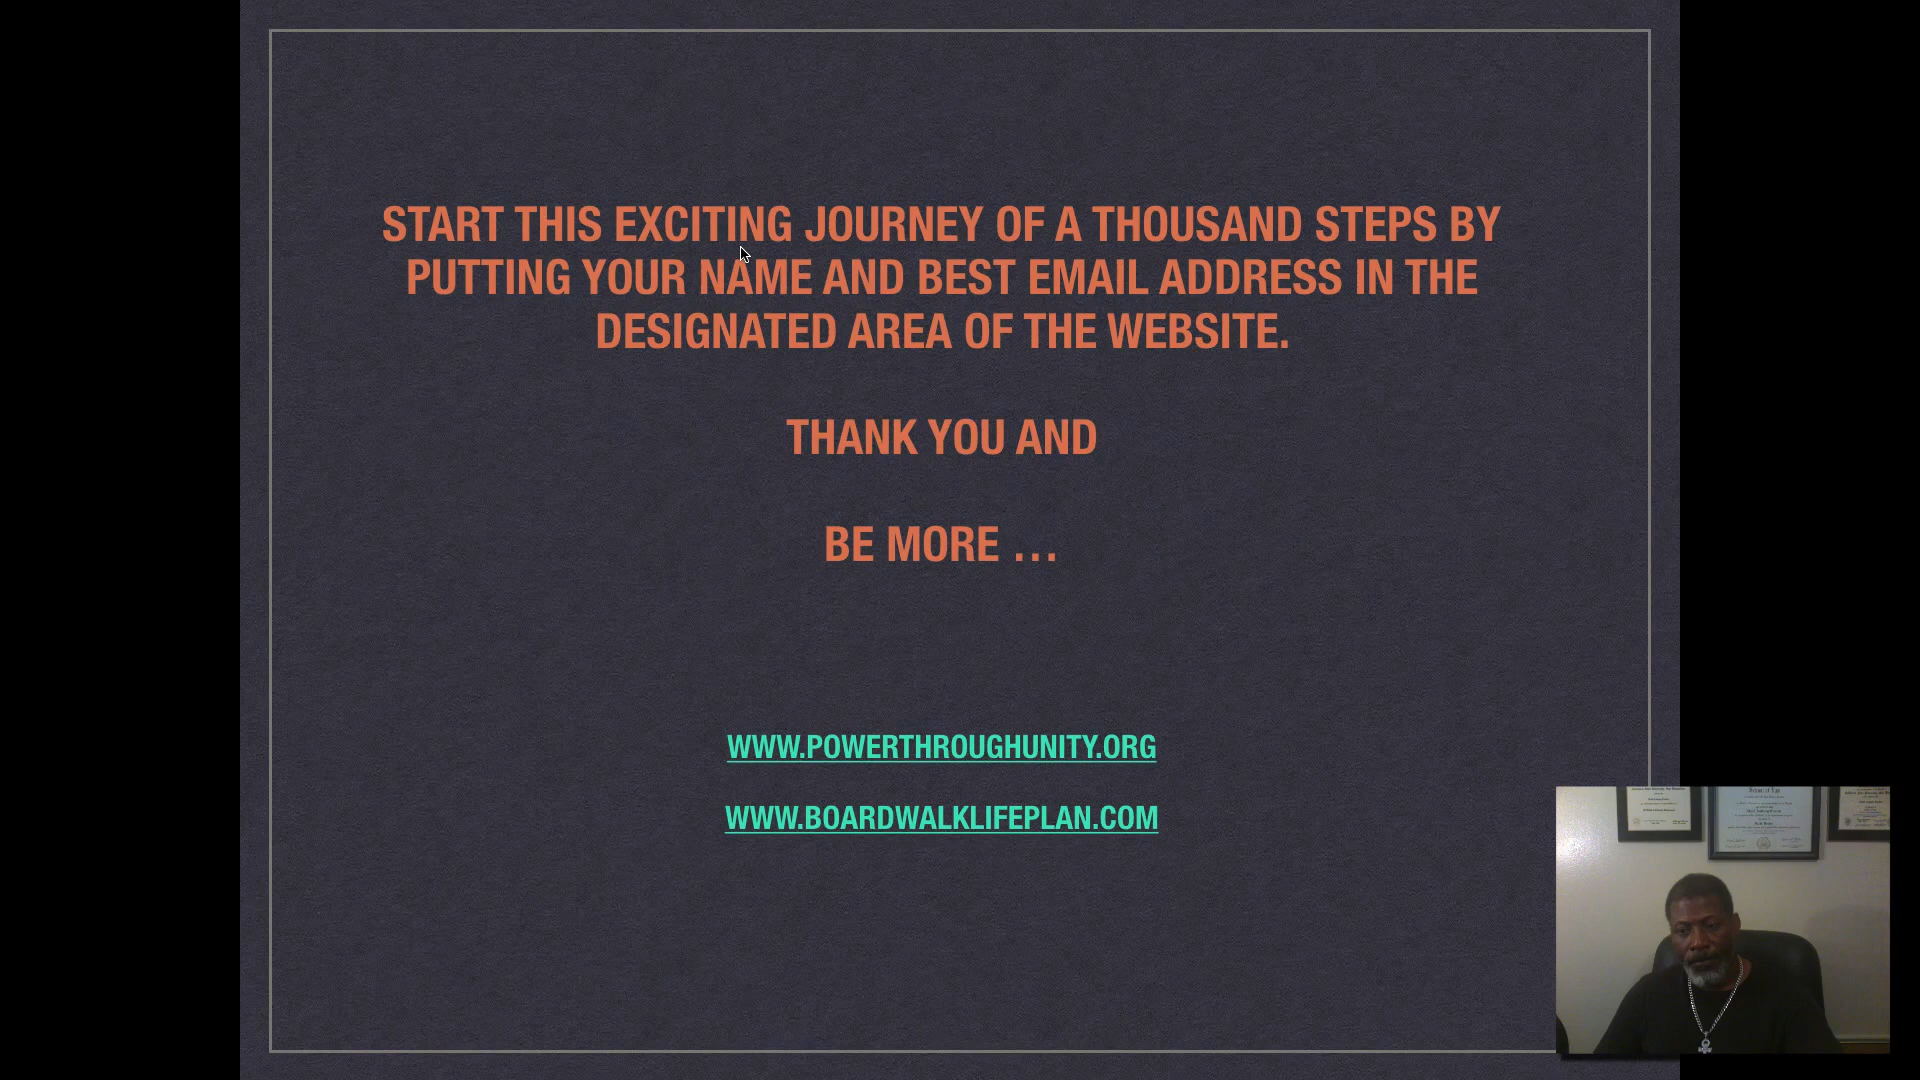 START THIS EXCITING JOURNEY OF A THOUSAND STEPS BY
PUTTING YOUR NAME AND BEST EMAIL ADDRESS IN THE
DESIGNATED AREA OF THE WEBSITE.
THANK YOU AND
BE MORE …
WWW.POWERTHROUGHUNITY.ORG
WWW.BOARDWALKLIFEPLAN.COM